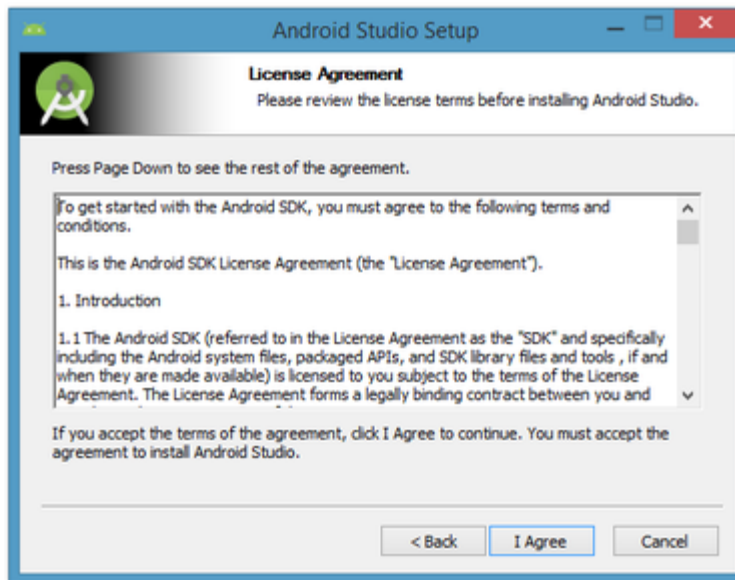 Android Studio Setup
License Agreement
Please review the license terms before installing Android Studio.
Press Page Down to see the rest of the agreement.
To get started with the Android SDK, you must agree to the following terms and
conditions.
This is the Android SDK License Agreement (the "License Agreement").
1. Introduction
1.1 The Android SDK (referred to in the License Agreement as the "SDK" and specifically
including the Android system files, packaged APIs, and SDK library files and tools , if and
when they are made available) is licensed to you subject to the terms of the License
Agreement. The License Agreement forms a legally binding contract between you and
If you accept the terms of the agreement, click I Agree to continue. You must accept the
agreement to install Android Studio.
< Back
I Agree
Cancel